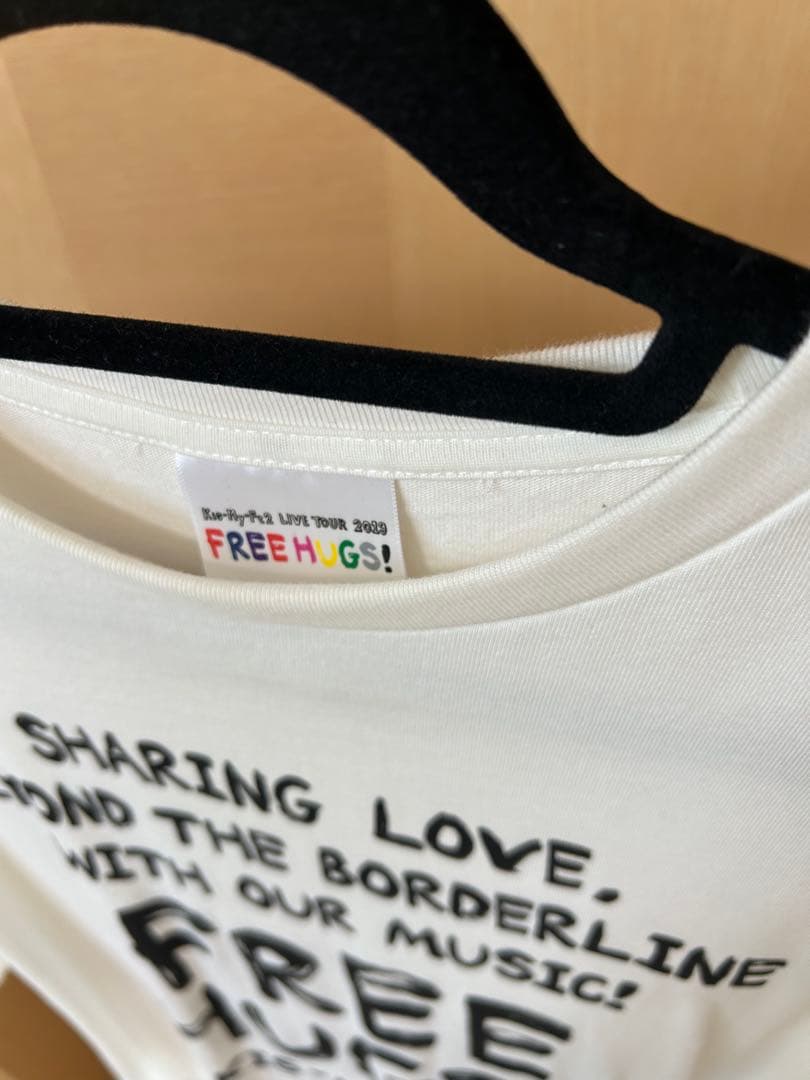 Kis-My-Ft2 LIVE TOUR 2019
FREE HUGS!
SHARING LOVE,
THE BORDERLINE
WITH OUR MUSIC!
FREE